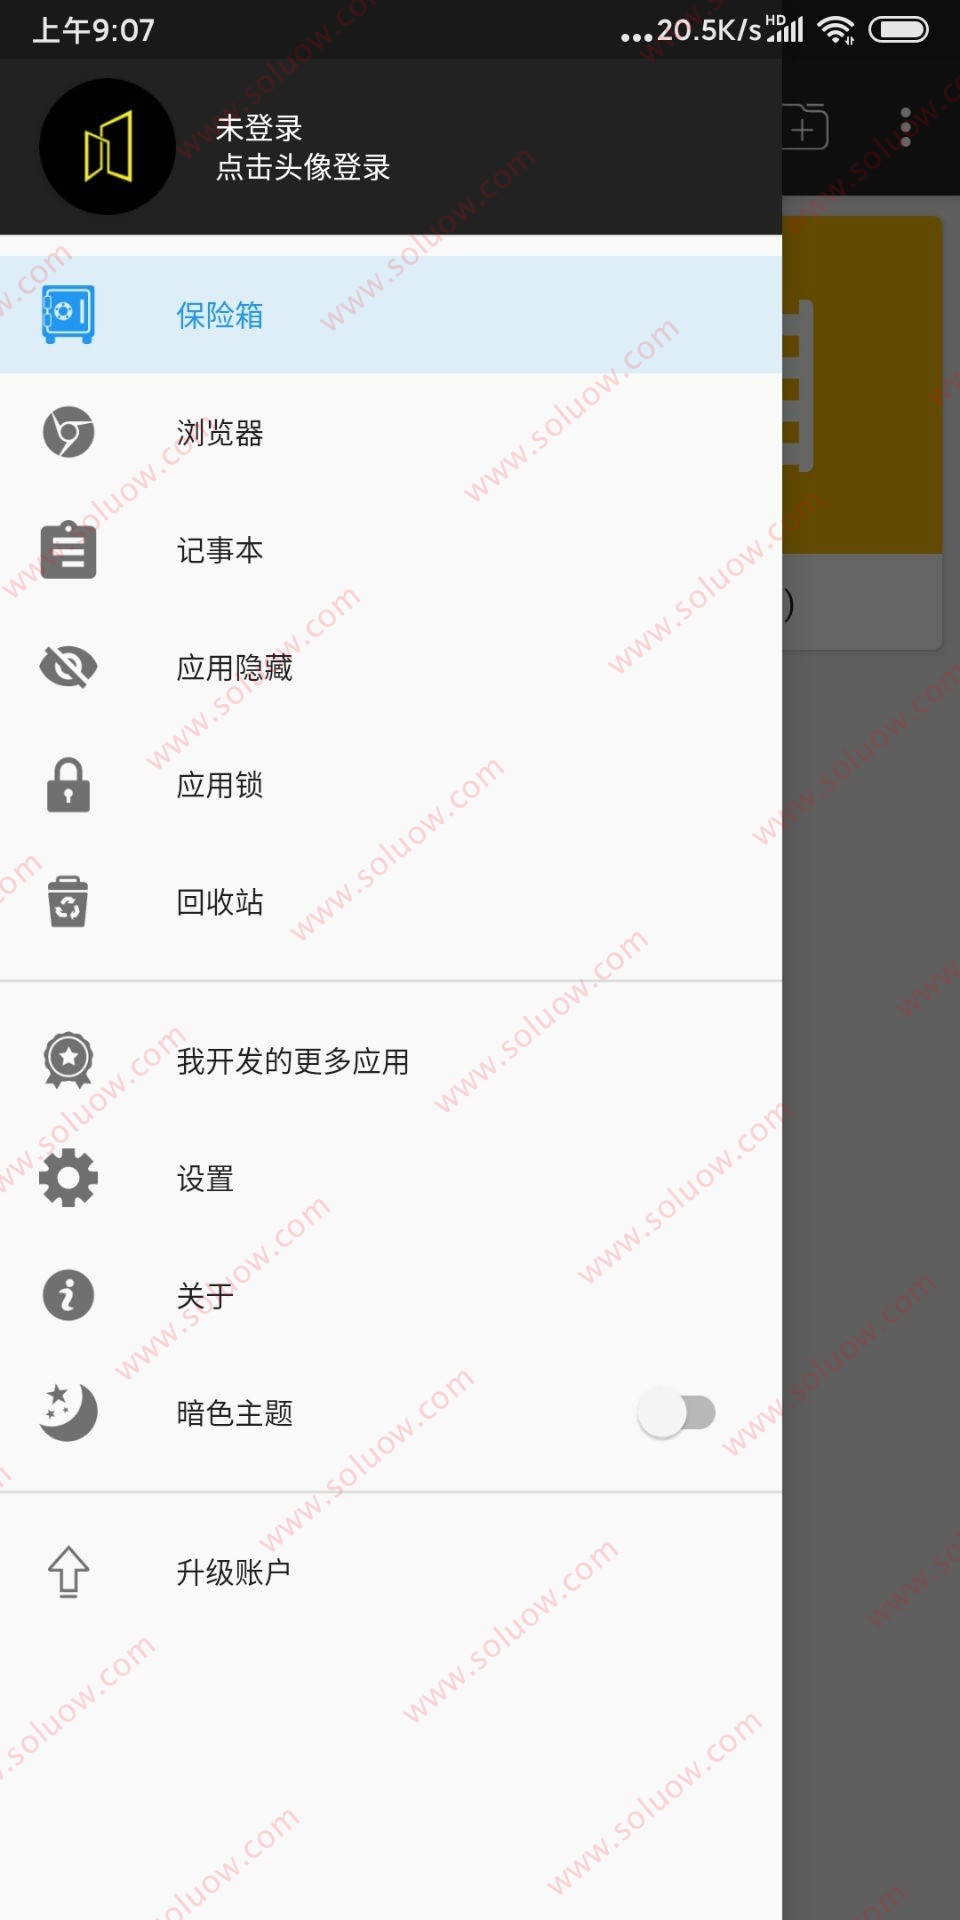 上午9:07
...20.5K/s HD
未登录
点击头像登录
保险箱
浏览器
记事本
应用隐藏
应用锁
回收站
我开发的更多应用
设置
关于
暗色主题
升级账户
)
www.soluow.com